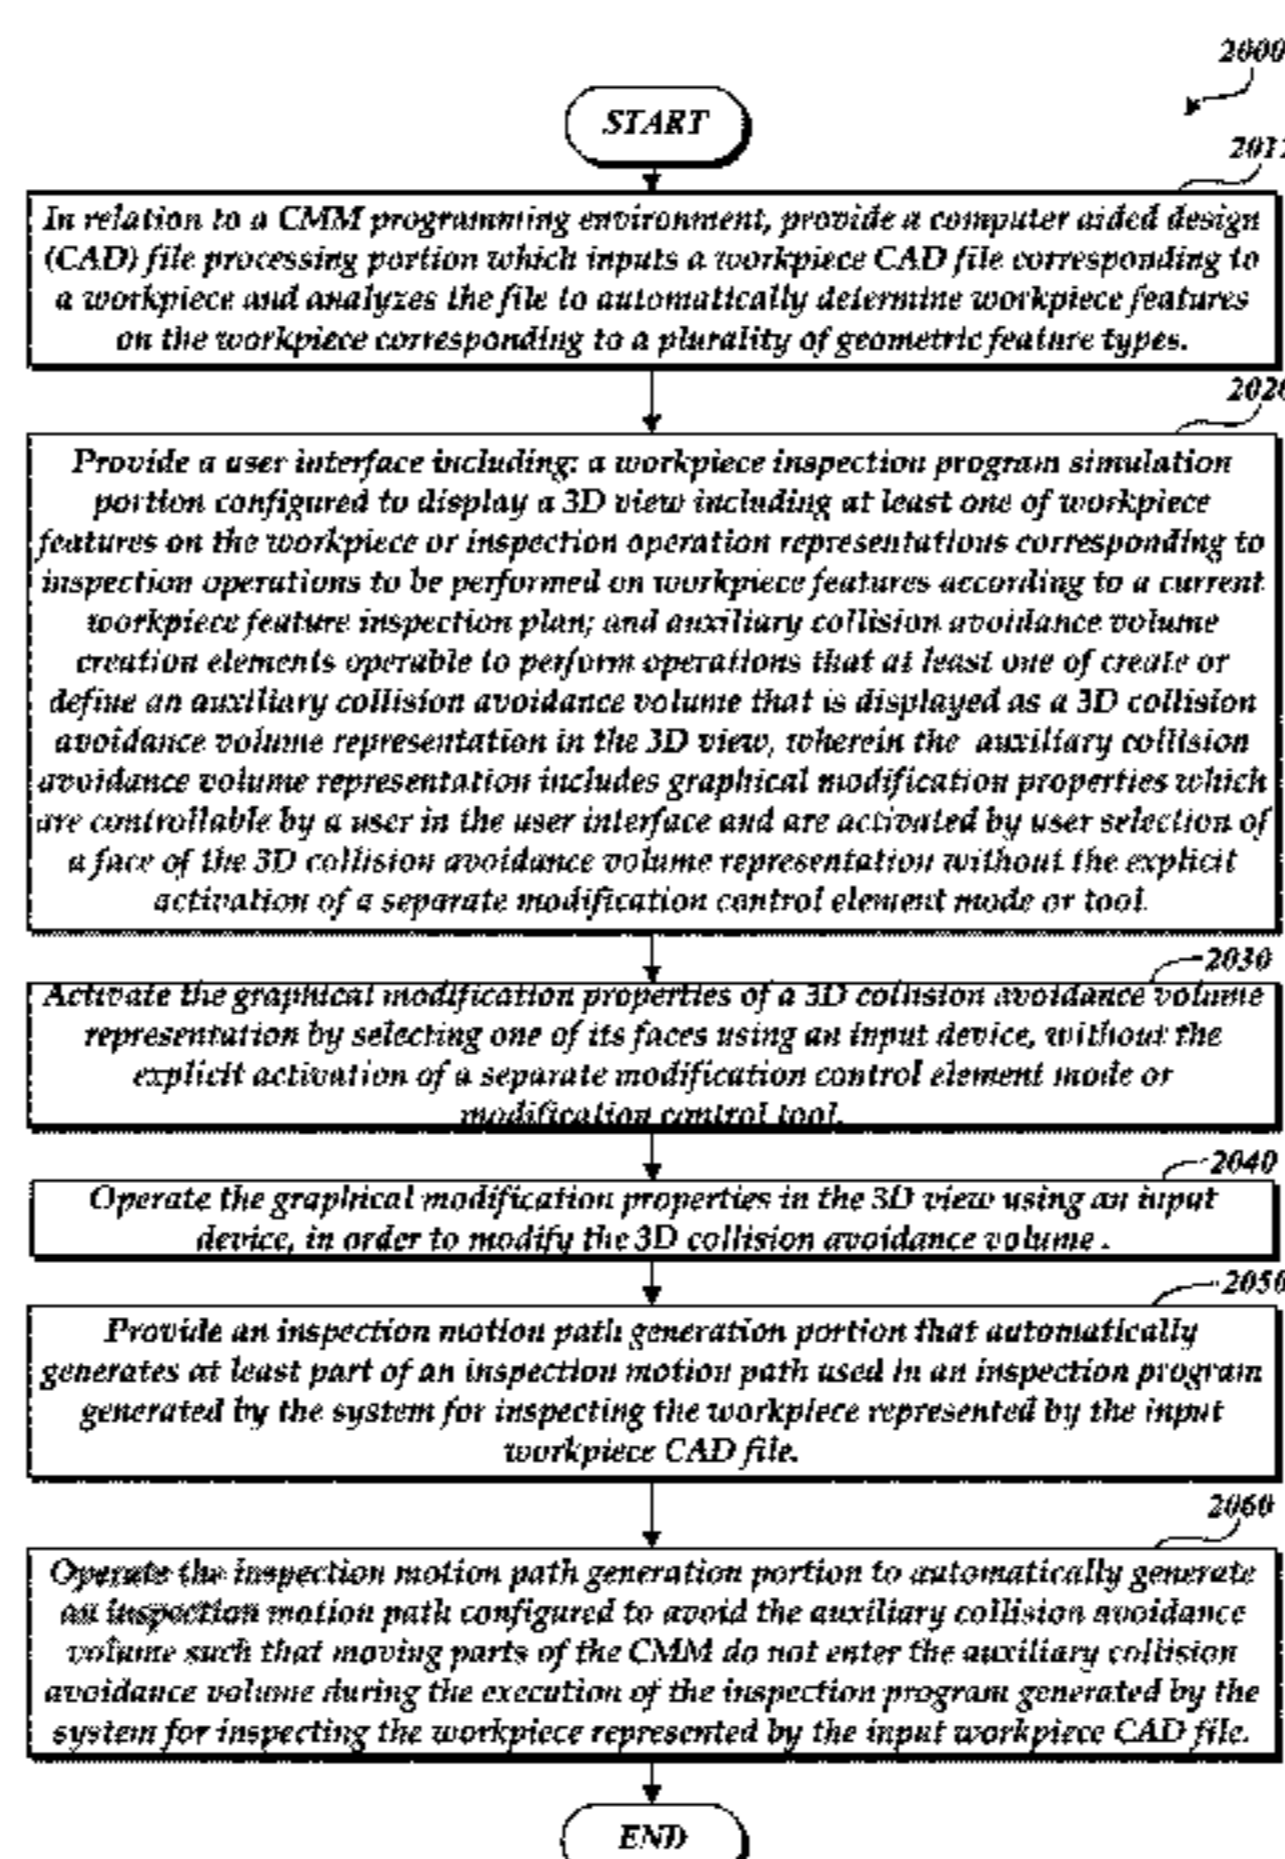 2000
START
201
In relation to a CMM programming environment, provide a computer aided design
(CAD) file processing portion which inputs a workpiece CAD file corresponding to
a workpiece and analyzes the file to automatically determine workpiece features
on the workpiece corresponding to a plurality of geometric feature types.
2020
Provide a user interface including: a workpiece inspection program simulation
portion configured to display a 3D view including at least one of workpiece
features on the workpiece or inspection operation representations corresponding to
inspection operations to be performed on workpiece features according to a current
workpiece feature inspection plan; and auxiliary collision avoidance volume
creation elements operable to perform operations that at least one of create or
define an auxiliary collision avoidance volume that is displayed as a 3D collision
avoidance volume representation in the 3D view, wherein the auxiliary collision
avoidance volume representation includes graphical modification properties which
are controllable by a user in the user interface and are activated by user selection of
a face of the 3D collision avoidance volume representation without the explicit
activation of a separate modification control element mode or tool.
2030
Activate the graphical modification properties of a 3D collision avoidance volume
representation by selecting one of its faces using an input device, without the
explicit activation of a separate modification control element mode or
modification control tool.
2040
Operate the graphical modification properties in the 3D view using an input
device, in order to modify the 3D collision avoidance volume .
2050
Provide an inspection motion path generation portion that automatically
generates at least part of an inspection motion path used in an inspection program
generated by the system for inspecting the workpiece represented by the input
workpiece CAD file.
2060
Operate the inspection motion path generation portion to automatically generate
an inspection motion path configured to avoid the auxiliary collision avoidance
volume such that moving parts of the CMM do not enter the auxiliary collision
avoidance volume during the execution of the inspection program generated by the
system for inspecting the workpiece represented by the input workpiece CAD file.
END